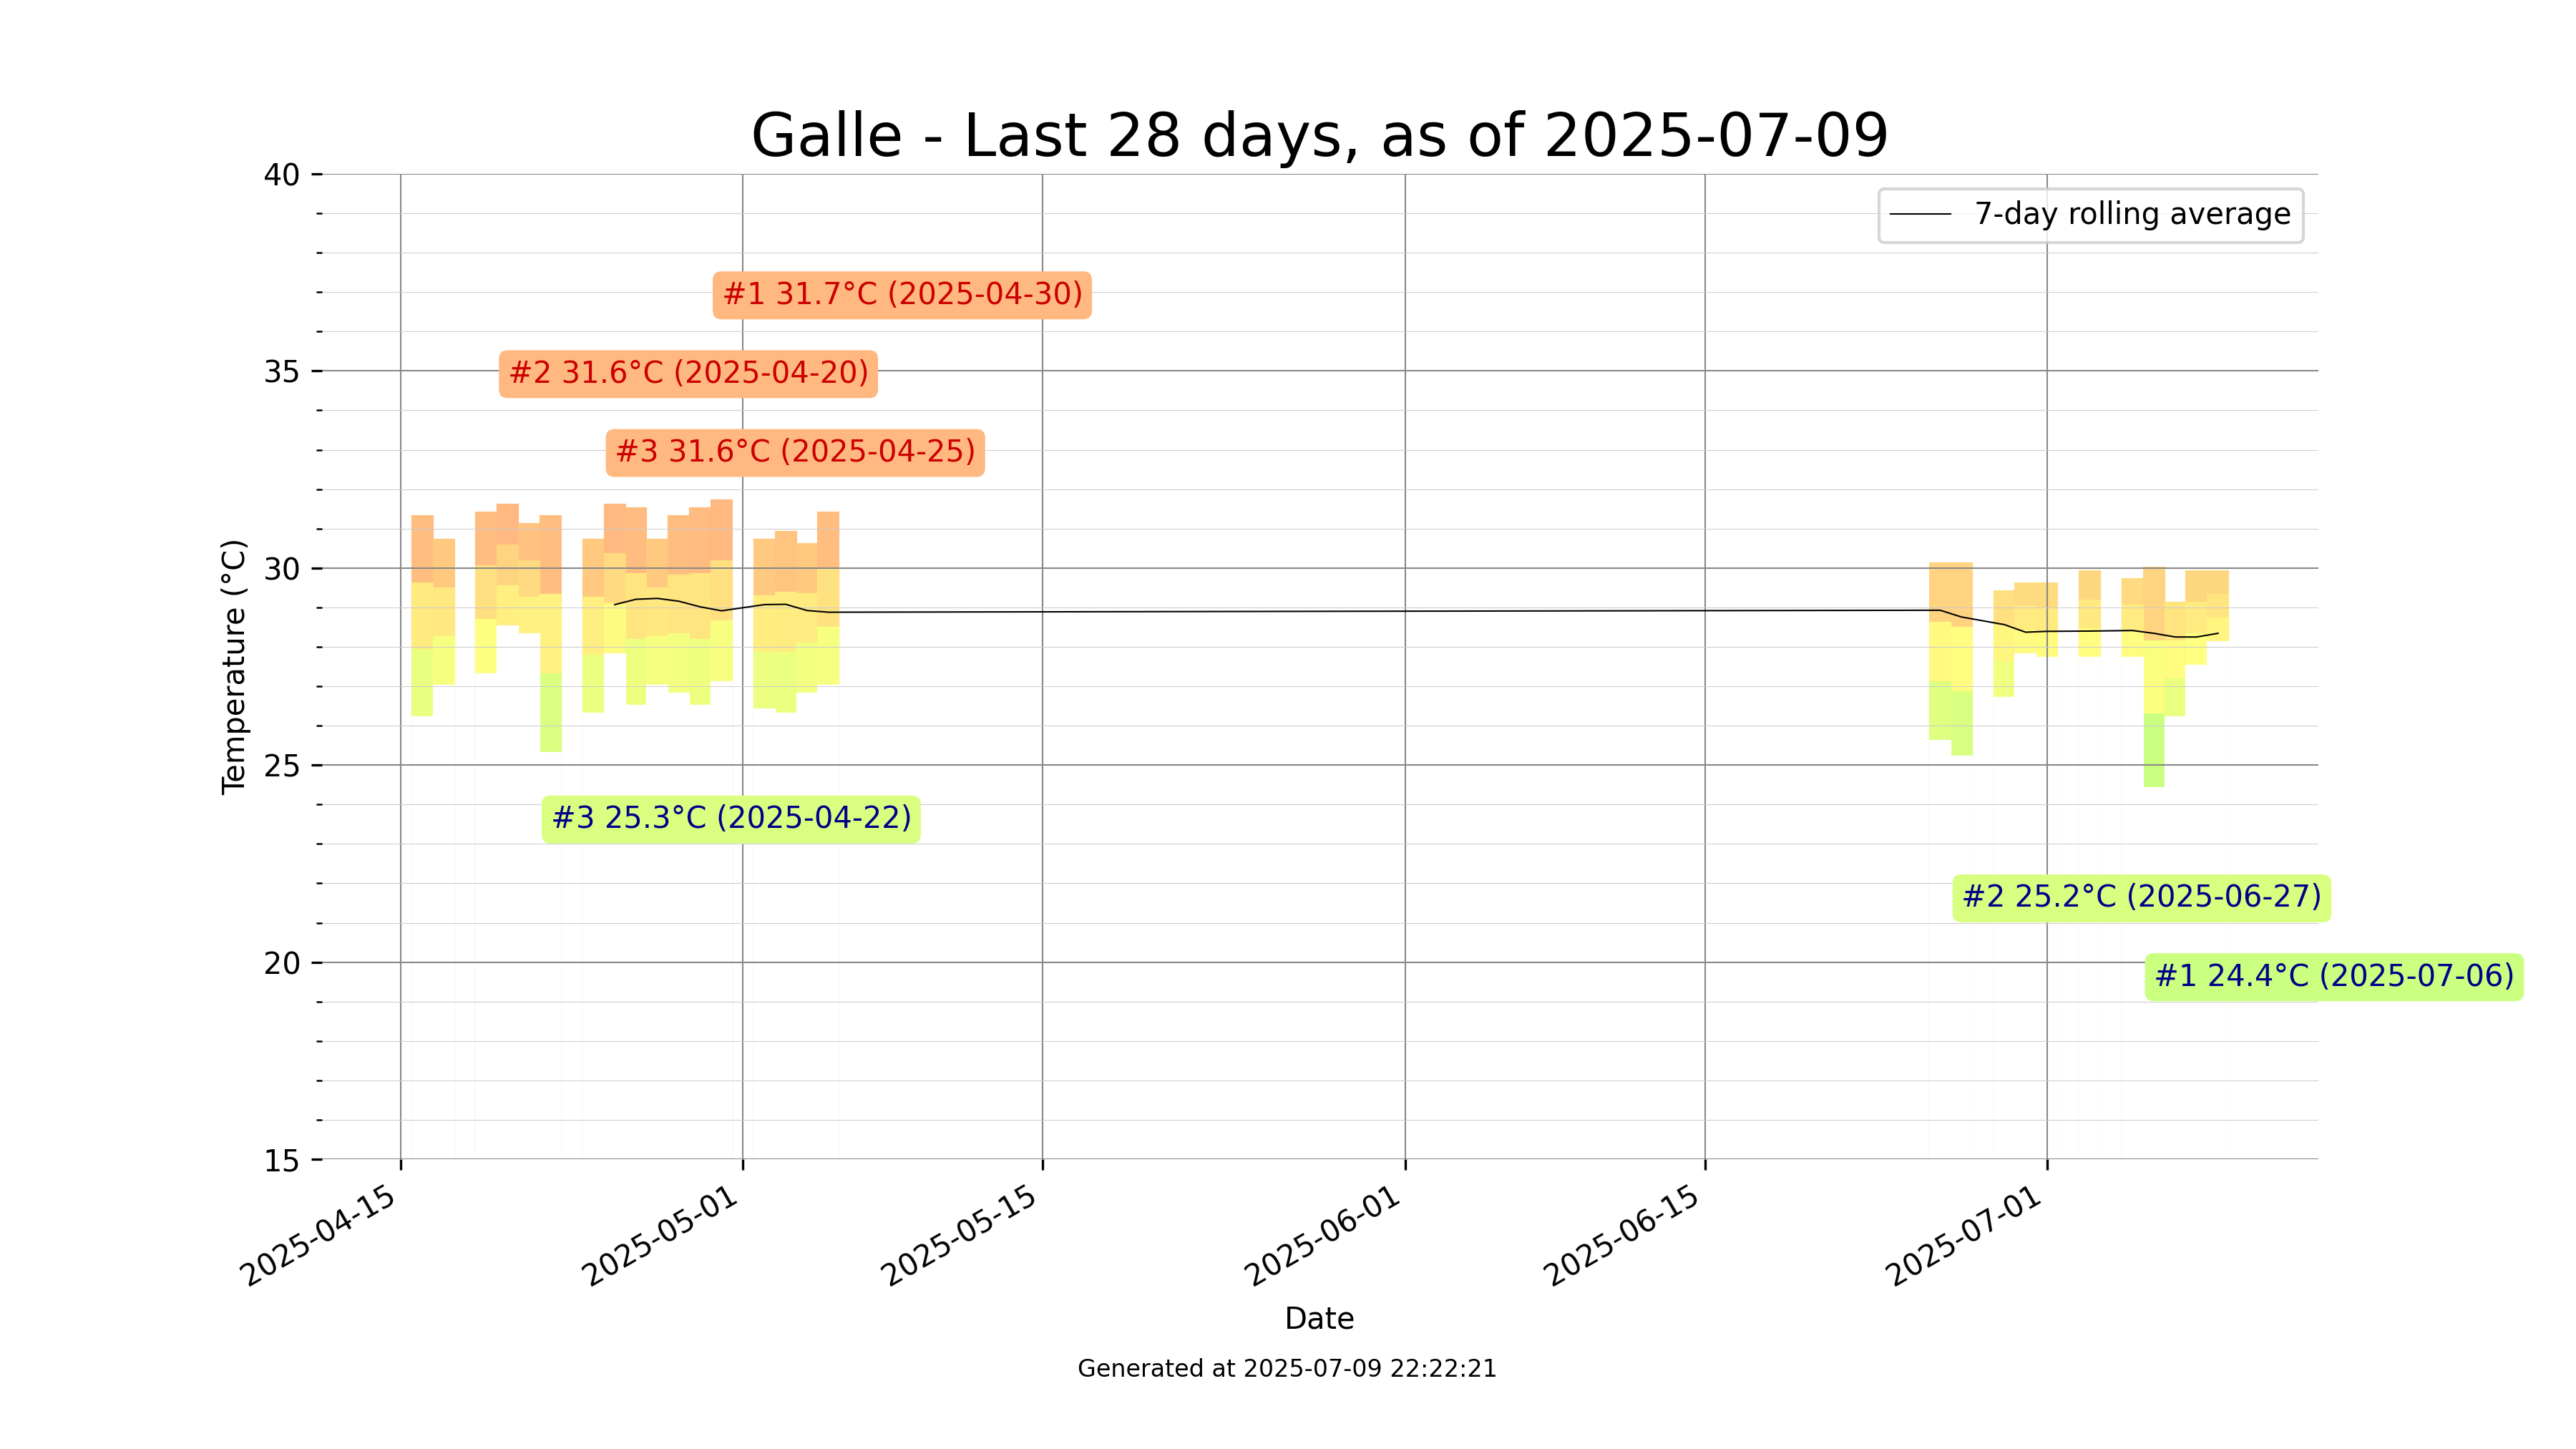 Galle - Last 28 days, as of 2025-07-09
40
7-day rolling average
#1 31.7°C (2025-04-30)
35
#2 31.6°C (2025-04-20)
#3 31.6°C (2025-04-25)
30
Temperature (°C)
25
#3 25.3°C (2025-04-22)
#2 25.2°C (2025-06-27)
20
#1 24.4°C (2025-07-06)
15
2025-04-15
2025-05-01
2025-05-15
2025-06-01
2025-06-15
2025-07-01
Date
Generated at 2025-07-09 22:22:21